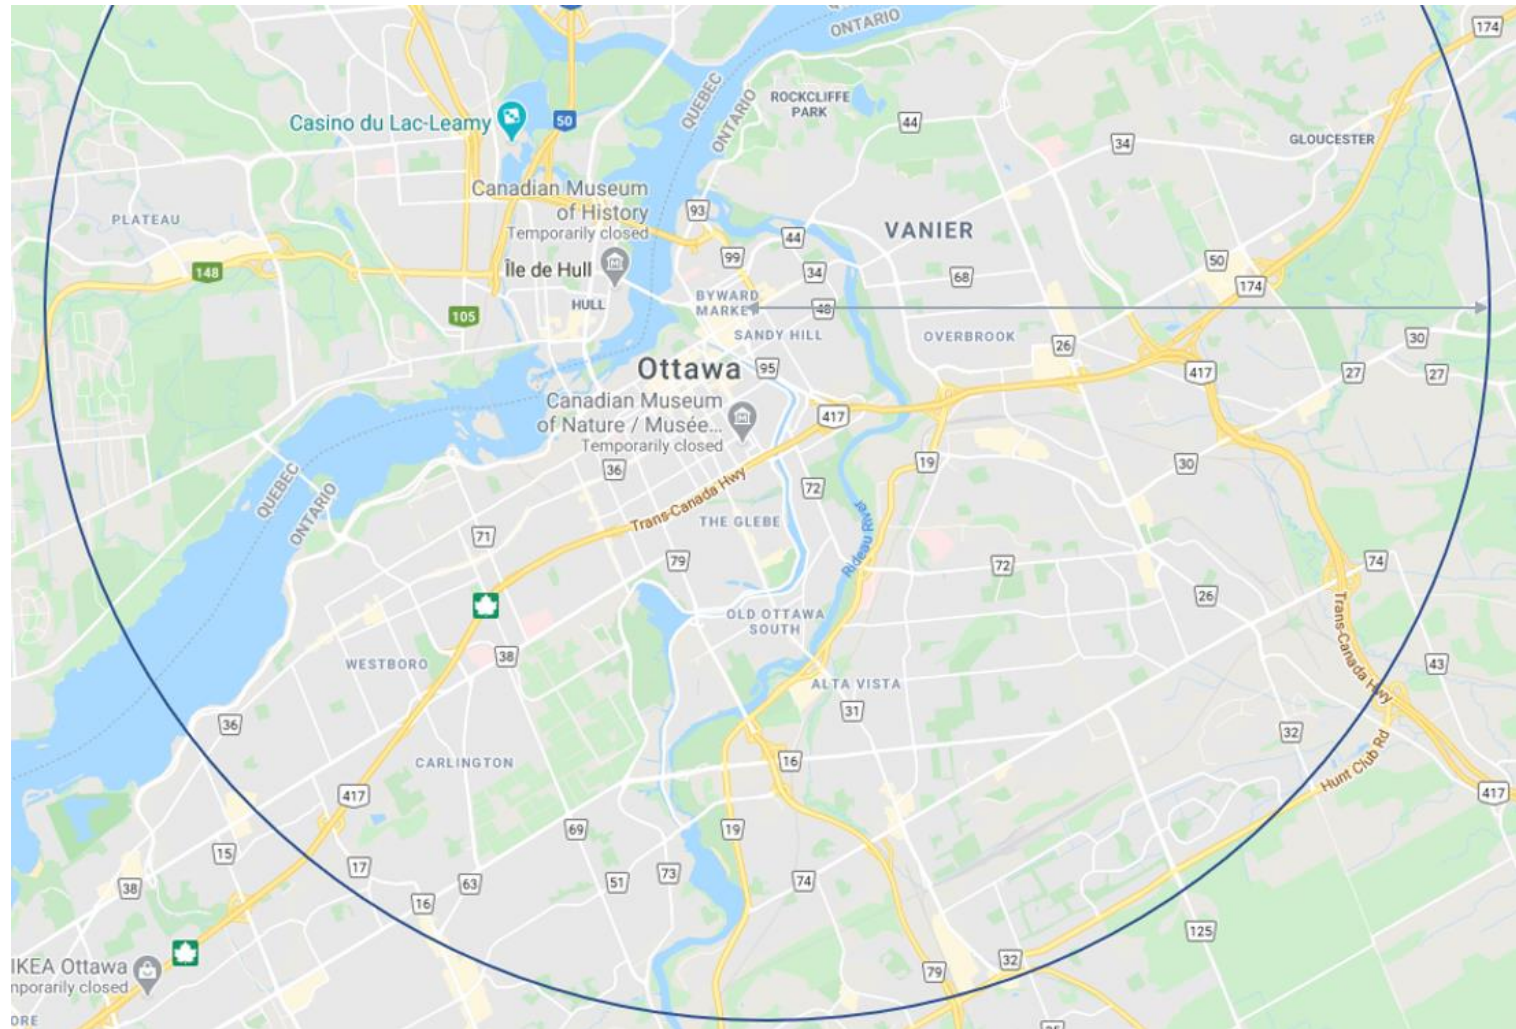 QUEBEC
ONTARIO
174
Casino du Lac-Leamy
50
QUEBEC
ONTARIO
ROCKCLIFFE
PARK
44
34
GLOUCESTER
Canadian Museum
of History
Temporarily closed
93
PLATEAU
44
VANIER
148
Île de Hull
99
34
68
50
174
HULL
105
BYWARD
MARKET
48
SANDY HILL
OVERBROOK
26
30
Ottawa
95
417
27
27
Canadian Museum
of Nature / Musée...
Temporarily closed
417
36
19
30
QUEBEC
ONTARIO
Trans-Canada Hwy
72
THE GLEBE
Rideau River
71
79
72
74
26
Trans-Canada Hwy
OLD OTTAWA
SOUTH
WESTBORO
38
43
ALTA VISTA
36
31
32
CARLINGTON
16
Hunt Club Rd
417
417
69
19
15
17
63
51
73
74
38
16
125
IKEA Ottawa
mporarily closed
32
79
ORE